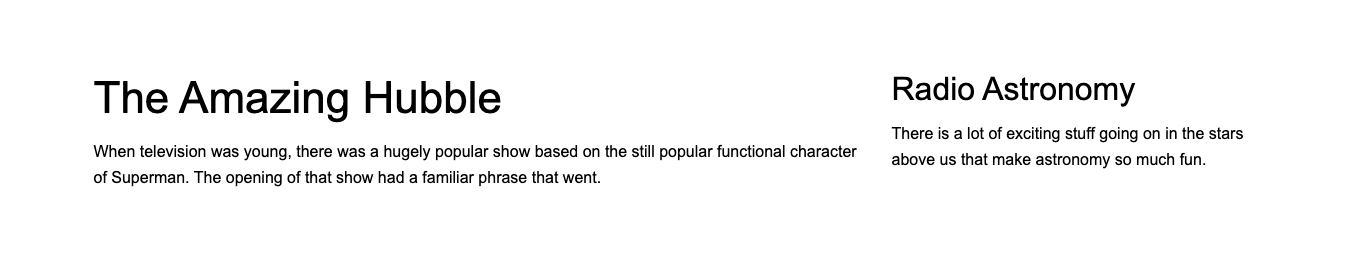 The Amazing Hubble
When television was young, there was a hugely popular show based on the still popular functional character
of Superman. The opening of that show had a familiar phrase that went.
Radio Astronomy
There is a lot of exciting stuff going on in the stars
above us that make astronomy so much fun.